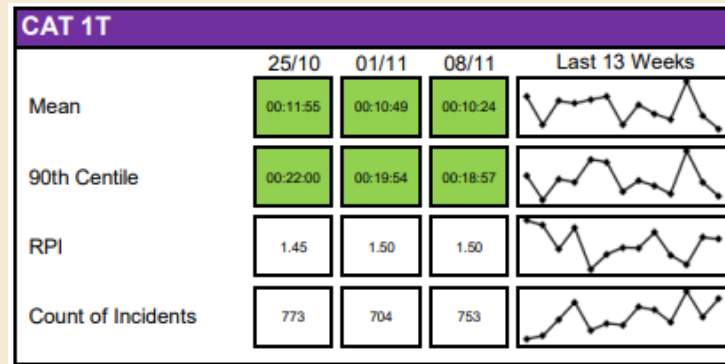 CAT 1T
25/10 01/11 08/11 Last 13 Weeks
Mean 00:11:55 00:10:49 00:10:24
90th Centile 00:22:00 00:19:54 00:18:57
RPI 1.45 1.50 1.50
Count of Incidents 773 704 753